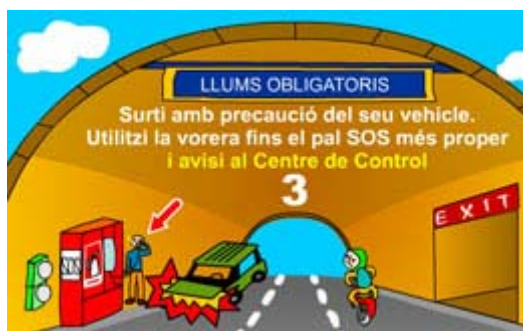 LLUMS OBLIGATORIS
Surti amb precaució del seu vehicle.
Utilitzi la vorera fins el pal SOS més proper
i avisi al Centre de Control
3
EXIT
SOS